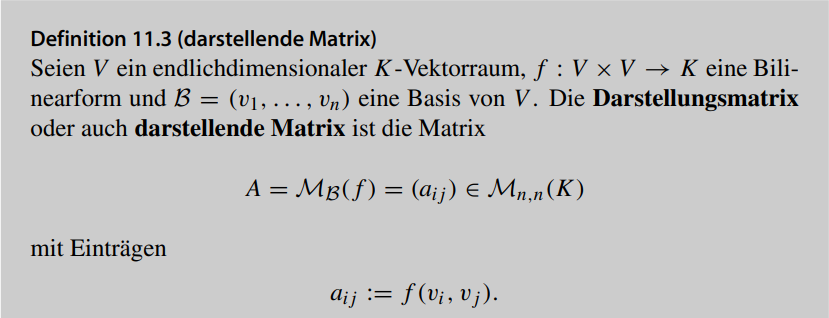 Definition 11.3 (darstellende Matrix)
Seien V ein endlichdimensionaler K-Vektorraum, f : V × V → K eine Bili-
nearform und ℬ = (v₁, . . . , vₙ) eine Basis von V. Die Darstellungsmatrix
oder auch darstellende Matrix ist die Matrix
A = ℳ_ℬ(f) = (aᵢⱼ) ∈ ℳₙ,ₙ(K)
mit Einträgen
aᵢⱼ := f(vᵢ, vⱼ).